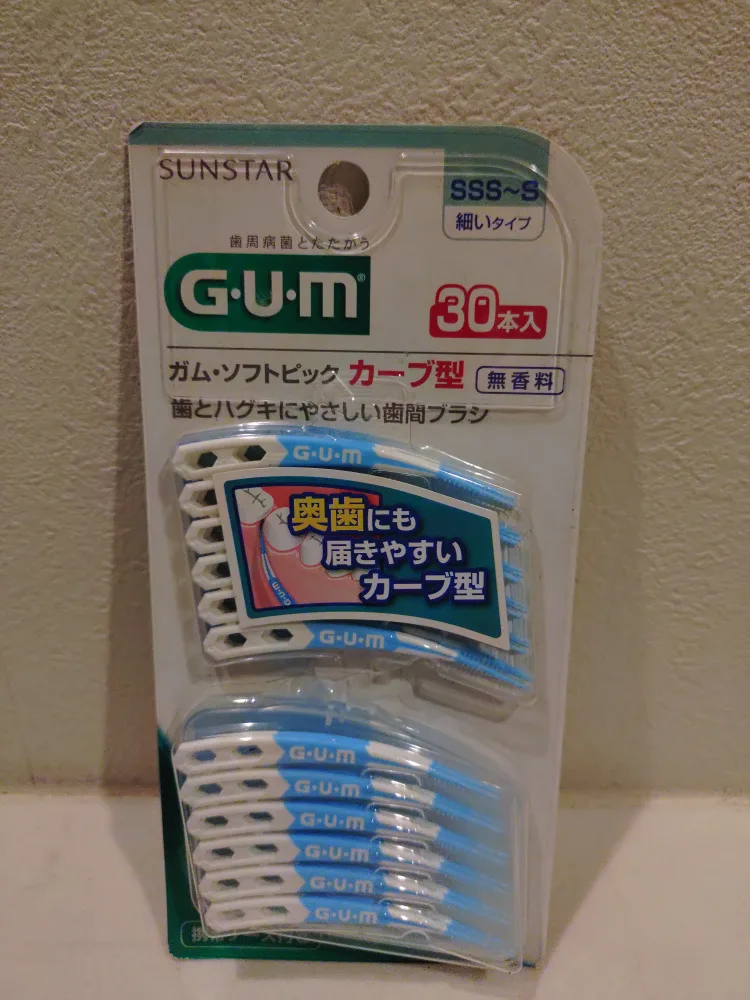 SUNSTAR
SSS~S
細いタイプ
歯周病菌とたたかう
G・U・M®
30本入
ガム・ソフトピック カーブ型 無香料
歯とハグキにやさしい歯間ブラシ
G・U・M
奥歯にも
届きやすい
カーブ型
G・U・M
G・U・M
G・U・M
G・U・M
G・U・M
G・U・M
G・U・M
G・U・M